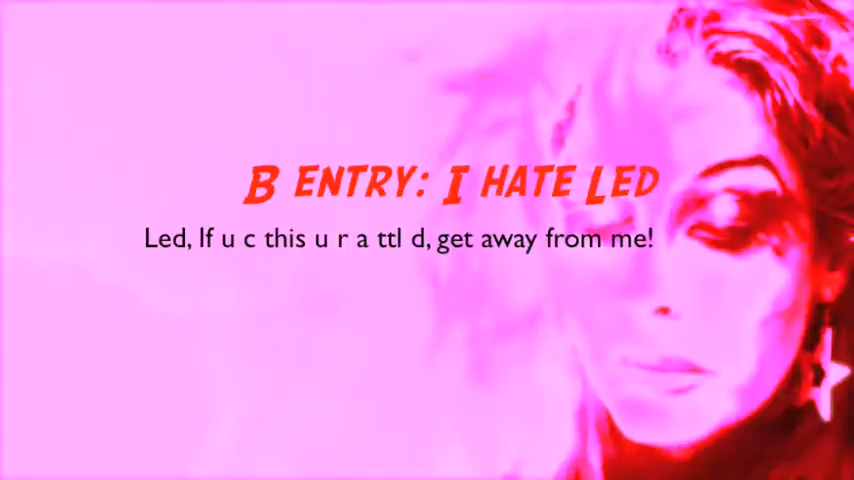 B entry: I hate Led
Led, If u c this u r a ttl d, get away from me!